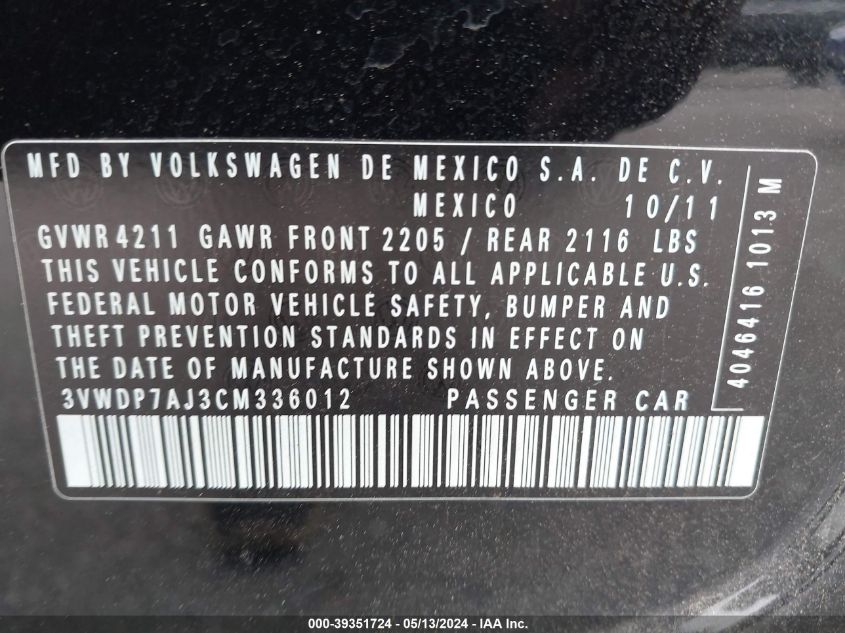 MFD BY VOLKSWAGEN DE MEXICO S.A. DE C.V.
MEXICO 10/11
GVWR 4211 GAWR FRONT 2205 / REAR 2116 LBS
THIS VEHICLE CONFORMS TO ALL APPLICABLE U.S.
FEDERAL MOTOR VEHICLE SAFETY, BUMPER AND
THEFT PREVENTION STANDARDS IN EFFECT ON
THE DATE OF MANUFACTURE SHOWN ABOVE.
3VWDP7AJ3CM336012 PASSENGER CAR
4046416 1013 M
000-39351724 - 05/13/2024 - IAA Inc.